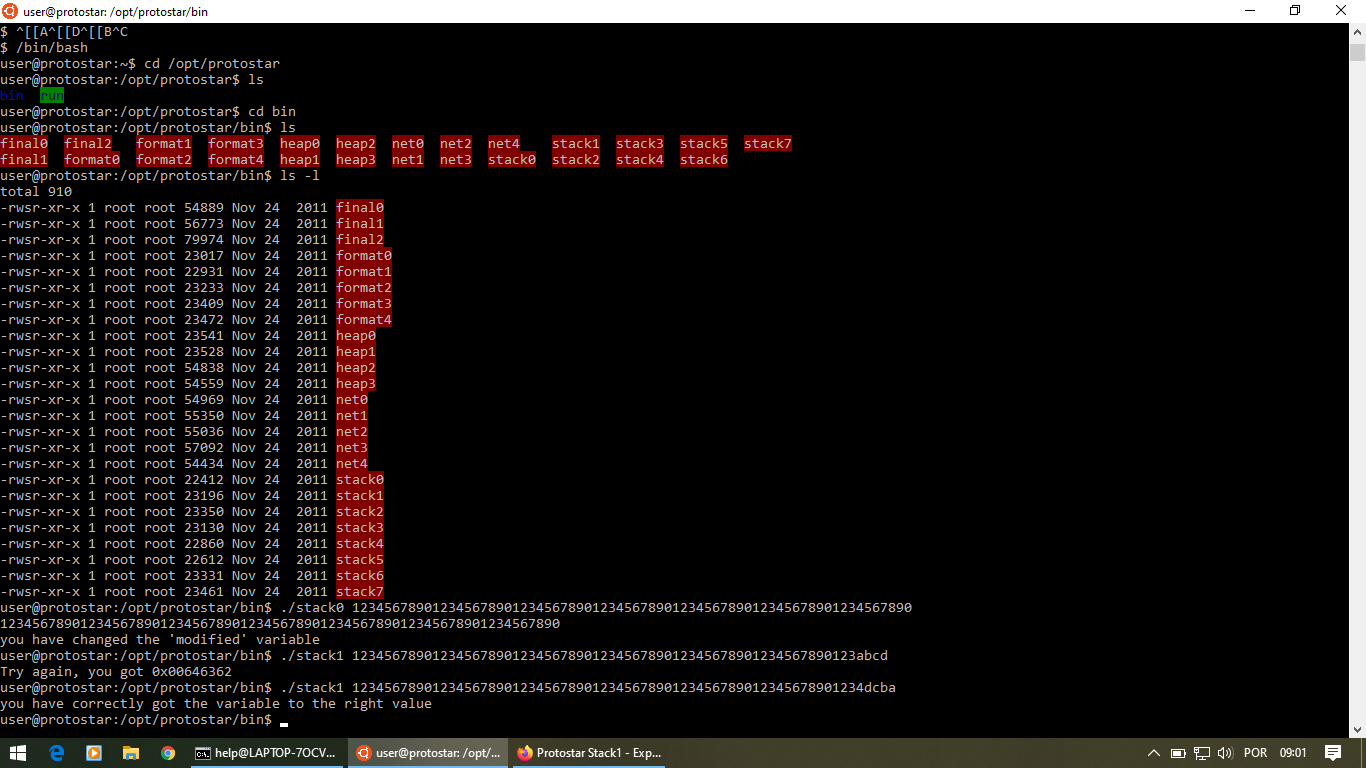 user@protostar: /opt/protostar/bin
$ ^[[A^[[D^[[B^C
$ /bin/bash
user@protostar:~$ cd /opt/protostar
user@protostar:/opt/protostar$ ls
bin  run
user@protostar:/opt/protostar$ cd bin
user@protostar:/opt/protostar/bin$ ls
final0  final2   format1  format3  heap0  heap2  net0  net2  net4    stack1  stack3  stack5  stack7
final1  format0  format2  format4  heap1  heap3  net1  net3  stack0  stack2  stack4  stack6
user@protostar:/opt/protostar/bin$ ls -l
total 910
-rwsr-xr-x 1 root root 54889 Nov 24  2011 final0
-rwsr-xr-x 1 root root 56773 Nov 24  2011 final1
-rwsr-xr-x 1 root root 79974 Nov 24  2011 final2
-rwsr-xr-x 1 root root 23017 Nov 24  2011 format0
-rwsr-xr-x 1 root root 22931 Nov 24  2011 format1
-rwsr-xr-x 1 root root 23233 Nov 24  2011 format2
-rwsr-xr-x 1 root root 23409 Nov 24  2011 format3
-rwsr-xr-x 1 root root 23472 Nov 24  2011 format4
-rwsr-xr-x 1 root root 23541 Nov 24  2011 heap0
-rwsr-xr-x 1 root root 23528 Nov 24  2011 heap1
-rwsr-xr-x 1 root root 54838 Nov 24  2011 heap2
-rwsr-xr-x 1 root root 54559 Nov 24  2011 heap3
-rwsr-xr-x 1 root root 54969 Nov 24  2011 net0
-rwsr-xr-x 1 root root 55350 Nov 24  2011 net1
-rwsr-xr-x 1 root root 55036 Nov 24  2011 net2
-rwsr-xr-x 1 root root 57092 Nov 24  2011 net3
-rwsr-xr-x 1 root root 54434 Nov 24  2011 net4
-rwsr-xr-x 1 root root 22412 Nov 24  2011 stack0
-rwsr-xr-x 1 root root 23196 Nov 24  2011 stack1
-rwsr-xr-x 1 root root 23350 Nov 24  2011 stack2
-rwsr-xr-x 1 root root 23130 Nov 24  2011 stack3
-rwsr-xr-x 1 root root 22860 Nov 24  2011 stack4
-rwsr-xr-x 1 root root 22612 Nov 24  2011 stack5
-rwsr-xr-x 1 root root 23331 Nov 24  2011 stack6
-rwsr-xr-x 1 root root 23461 Nov 24  2011 stack7
user@protostar:/opt/protostar/bin$ ./stack0 1234567890123456789012345678901234567890123456789012345678901234567890
1234567890123456789012345678901234567890123456789012345678901234567890
you have changed the 'modified' variable
user@protostar:/opt/protostar/bin$ ./stack1 123456789012345678901234567890123456789012345678901234567890123abcd
Try again, you got 0x00646362
user@protostar:/opt/protostar/bin$ ./stack1 1234567890123456789012345678901234567890123456789012345678901234dcba
you have correctly got the variable to the right value
user@protostar:/opt/protostar/bin$
help@LAPTOP-7OCV... user@protostar: /opt/... Protostar Stack1 - Exp... POR 09:01